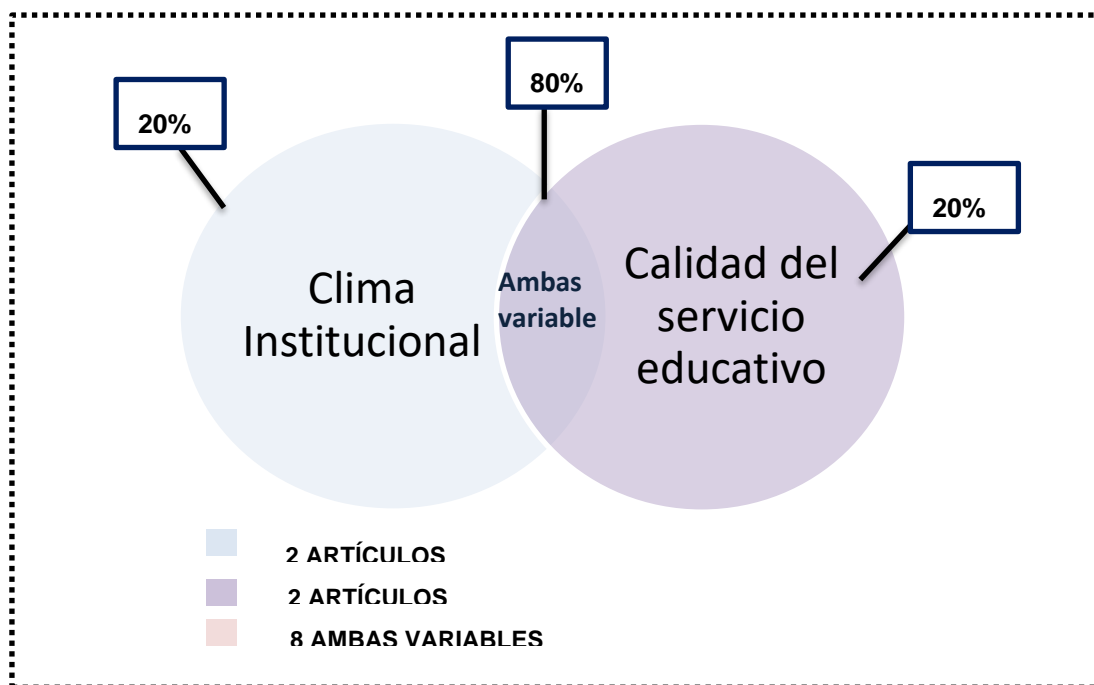 80%
20%
20%
Clima
Institucional
Ambas
variable
Calidad del
servicio
educativo
2 ARTÍCULOS
2 ARTÍCULOS
8 AMBAS VARIABLES